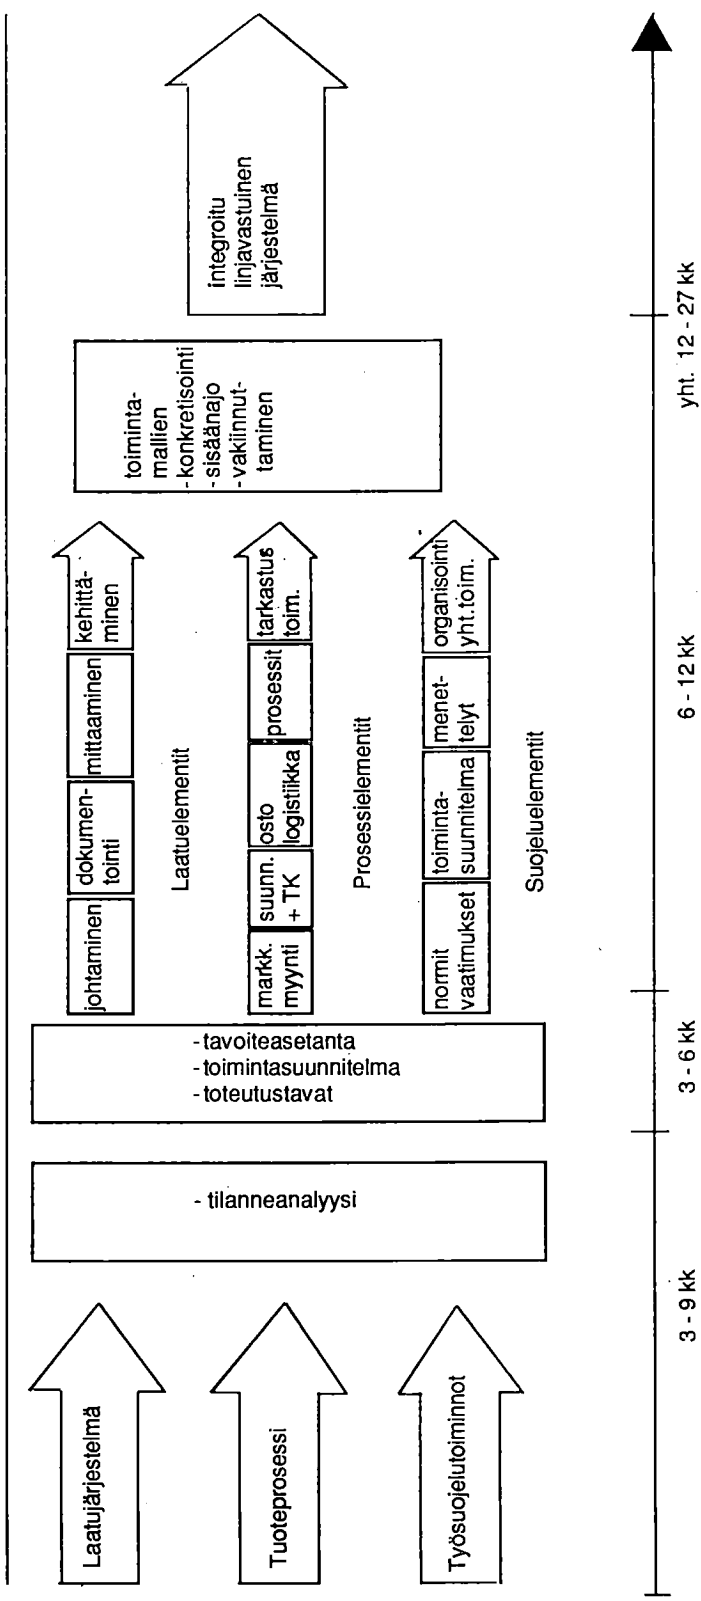 Laatujärjestelmä
Tuoteprosessi
Työsuojelutoiminnot
- tilanneanalyysi
- tavoiteasetanta
- toimintasuunnitelma
- toteutustavat
johtaminen
dokumen-
tointi
mittaaminen
kehittä-
minen
Laatuelementit
markk.
myynti
suunn.
+ TK
osto
logistiikka
prosessit
tarkastus
toim.
Prosessielementit
normit
vaatimukset
toiminta-
suunnitelma
menet-
telyt
organisointi
yht.toim.
Suojeluelementit
toiminta-
mallien
- konkretisointi
- sisäänajo
- vakiinnut-
taminen
integroitu
linjavastuinen
järjestelmä
3 - 9 kk
3 - 6 kk
6 - 12 kk
yht. 12 - 27 kk